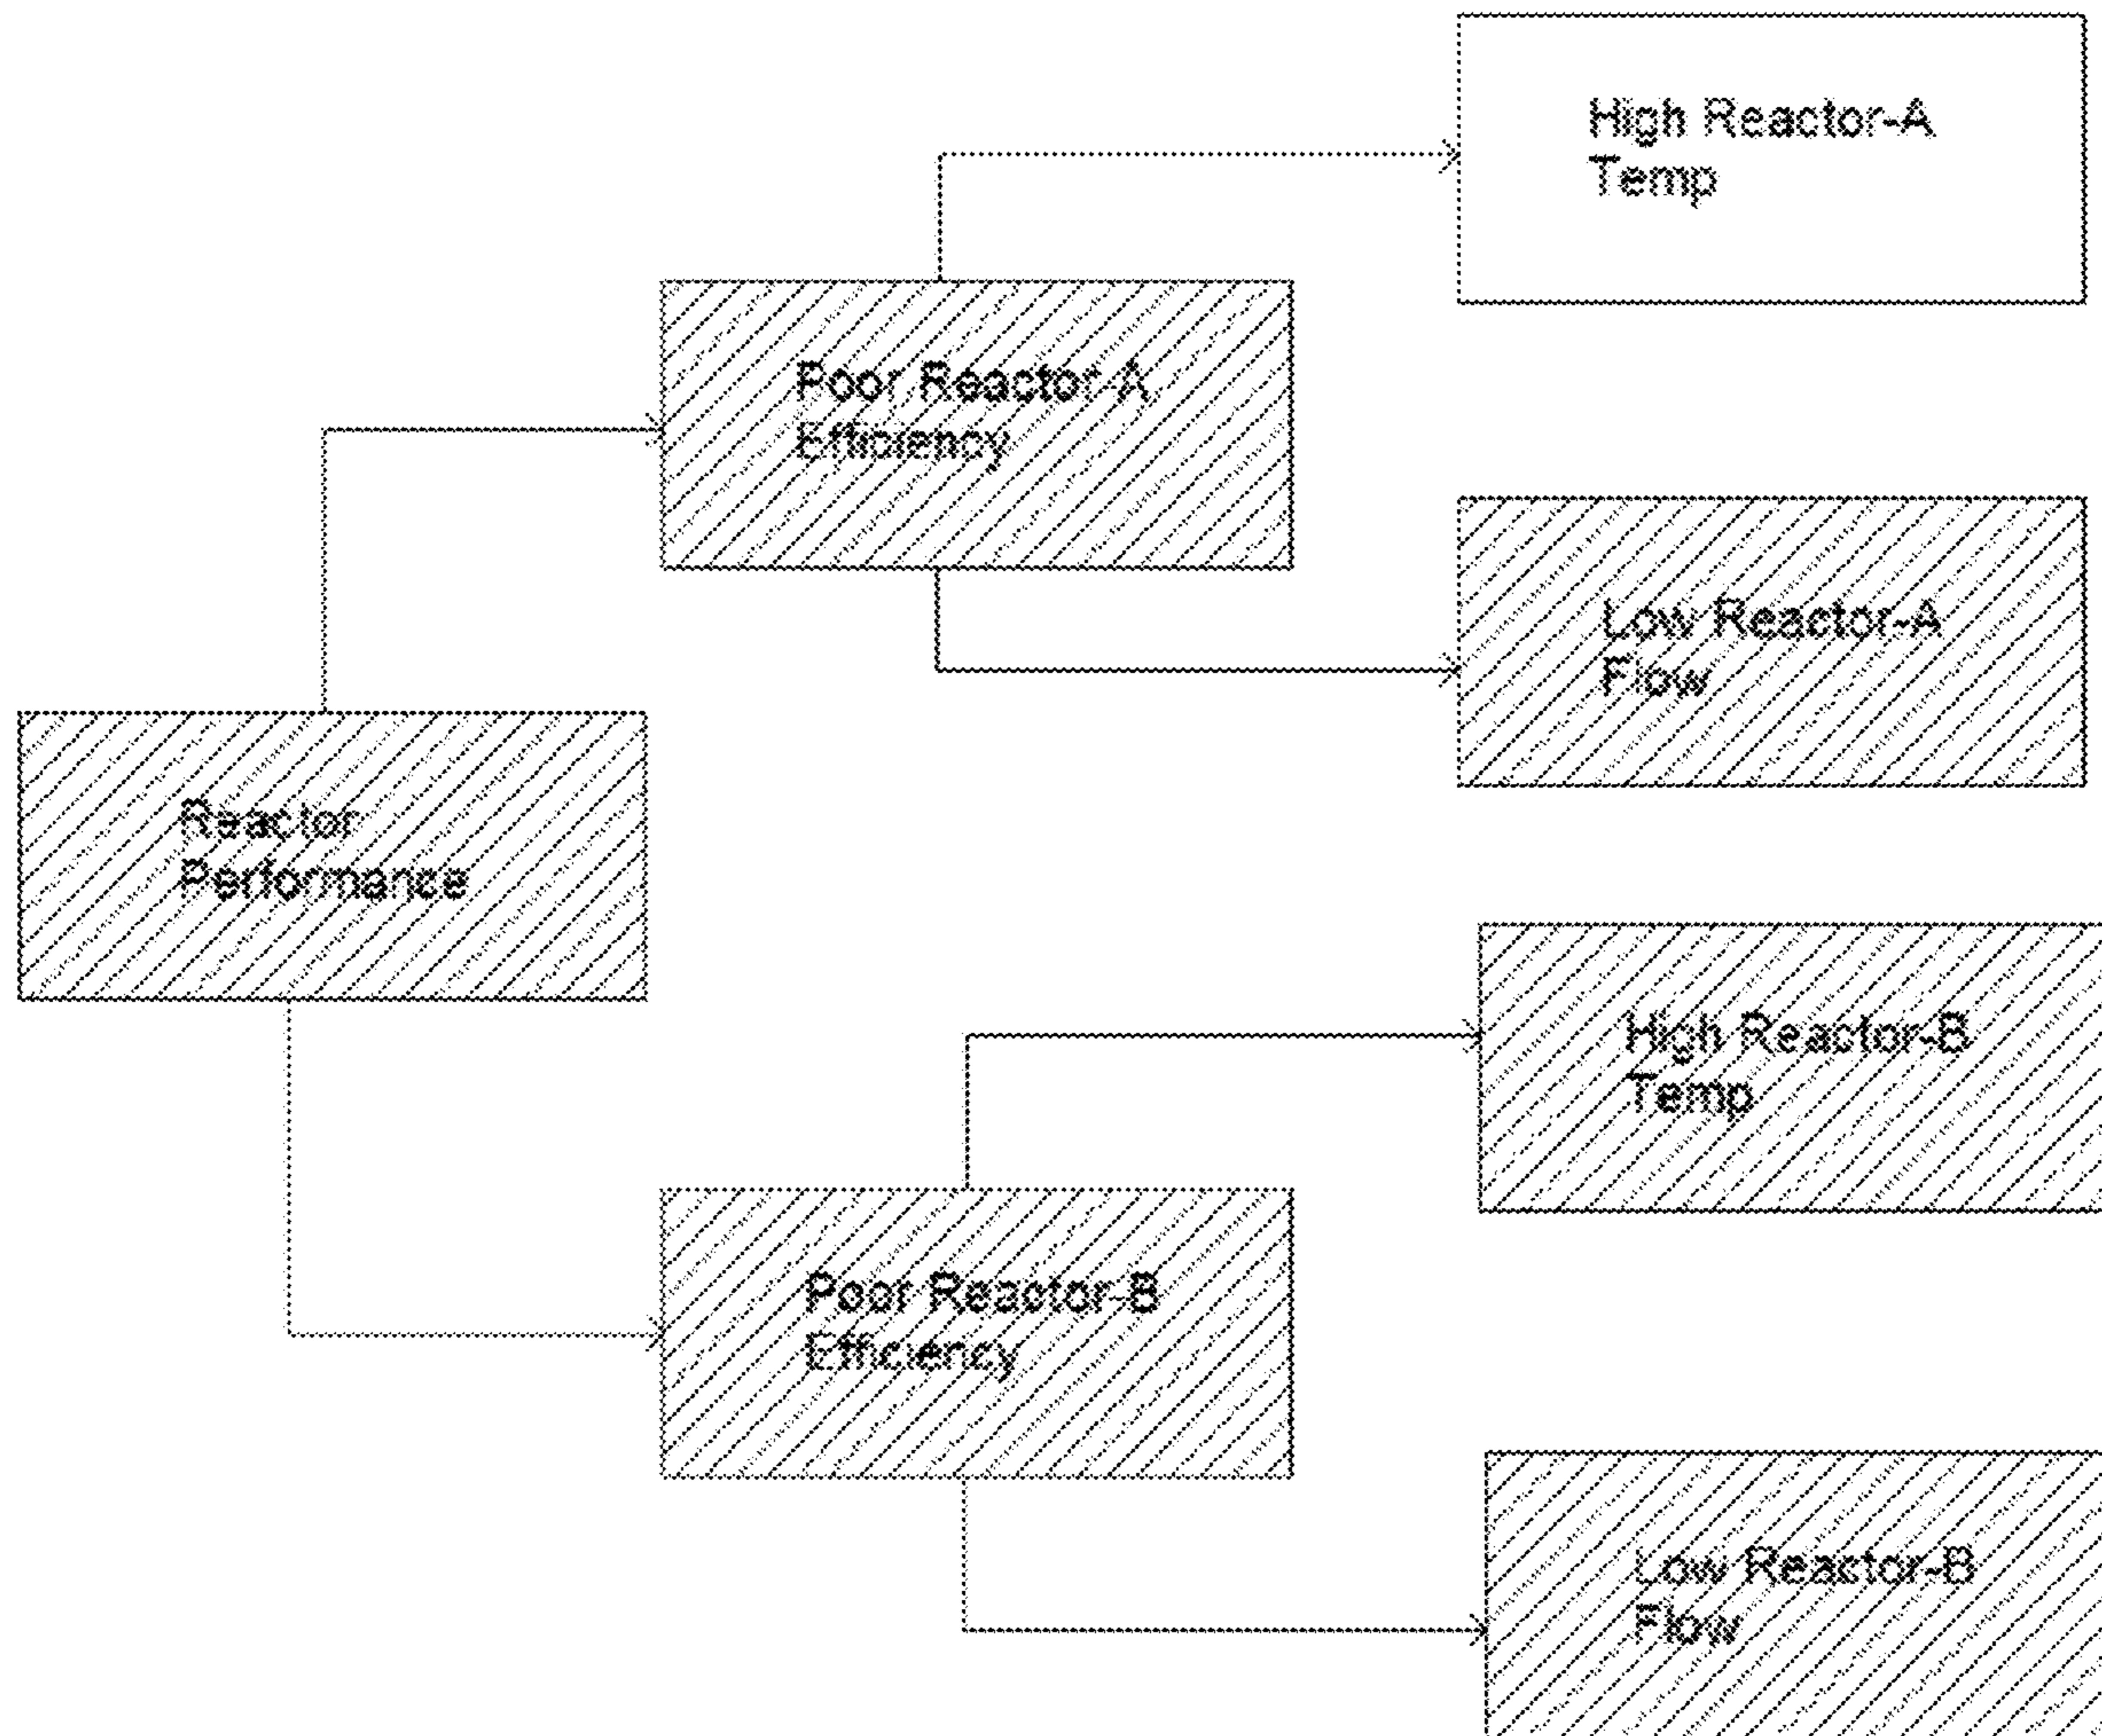 High Reactor-A
Temp
Poor Reactor-A
Efficiency
Low Reactor-A
Flow
Reactor
Performance
High Reactor-B
Temp
Poor Reactor-B
Efficiency
Low Reactor-B
Flow